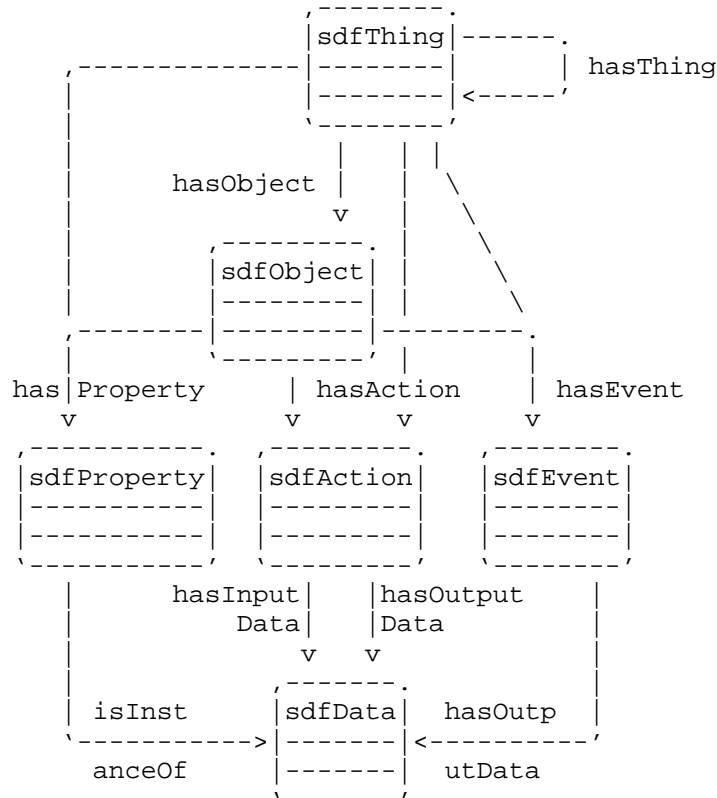 sdfThing
hasThing
hasObject
sdfObject
has Property hasAction hasEvent
sdfProperty sdfAction sdfEvent
hasInput hasOutput
Data Data
isInst sdfData hasOutp
anceOf utData